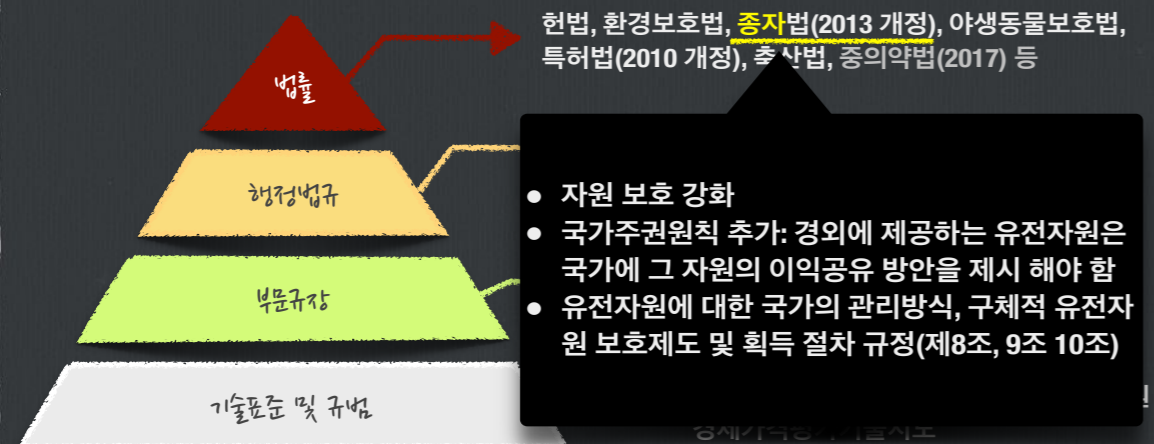 헌법, 환경보호법, 종자법(2013 개정), 야생동물보호법,
특허법(2010 개정), 축산법, 중의약법(2017) 등
법률
행정법규
부문규장
기술표준 및 규범
● 자원 보호 강화
● 국가주권원칙 추가: 경외에 제공하는 유전자원은
국가에 그 자원의 이익공유 방안을 제시 해야 함
● 유전자원에 대한 국가의 관리방식, 구체적 유전자
원 보호제도 및 획득 절차 규정(제8조, 9조 10조)